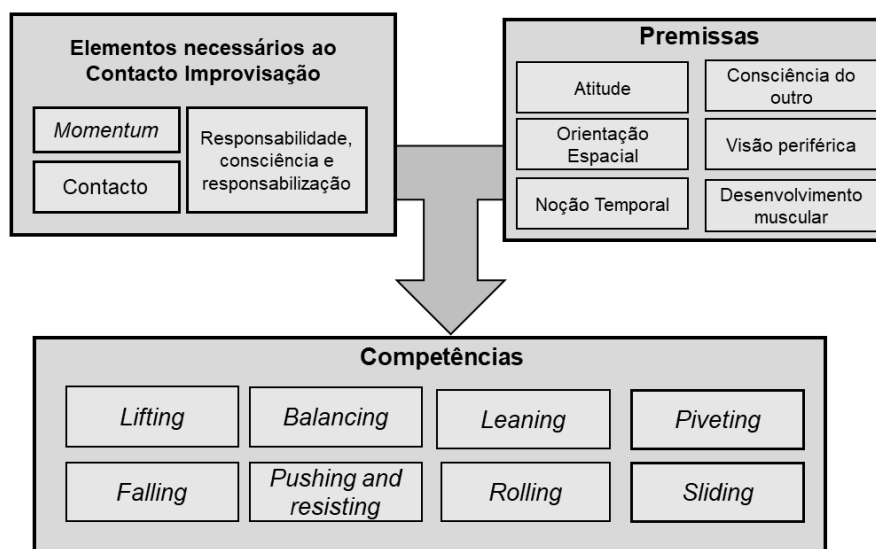 Elementos necessários ao
Contacto Improvisação
Momentum
Contacto
Responsabilidade,
consciência e
responsabilização
Premissas
Atitude
Consciência do
outro
Orientação
Espacial
Visão periférica
Noção Temporal
Desenvolvimento
muscular
Competências
Lifting
Balancing
Leaning
Piveting
Falling
Pushing and
resisting
Rolling
Sliding